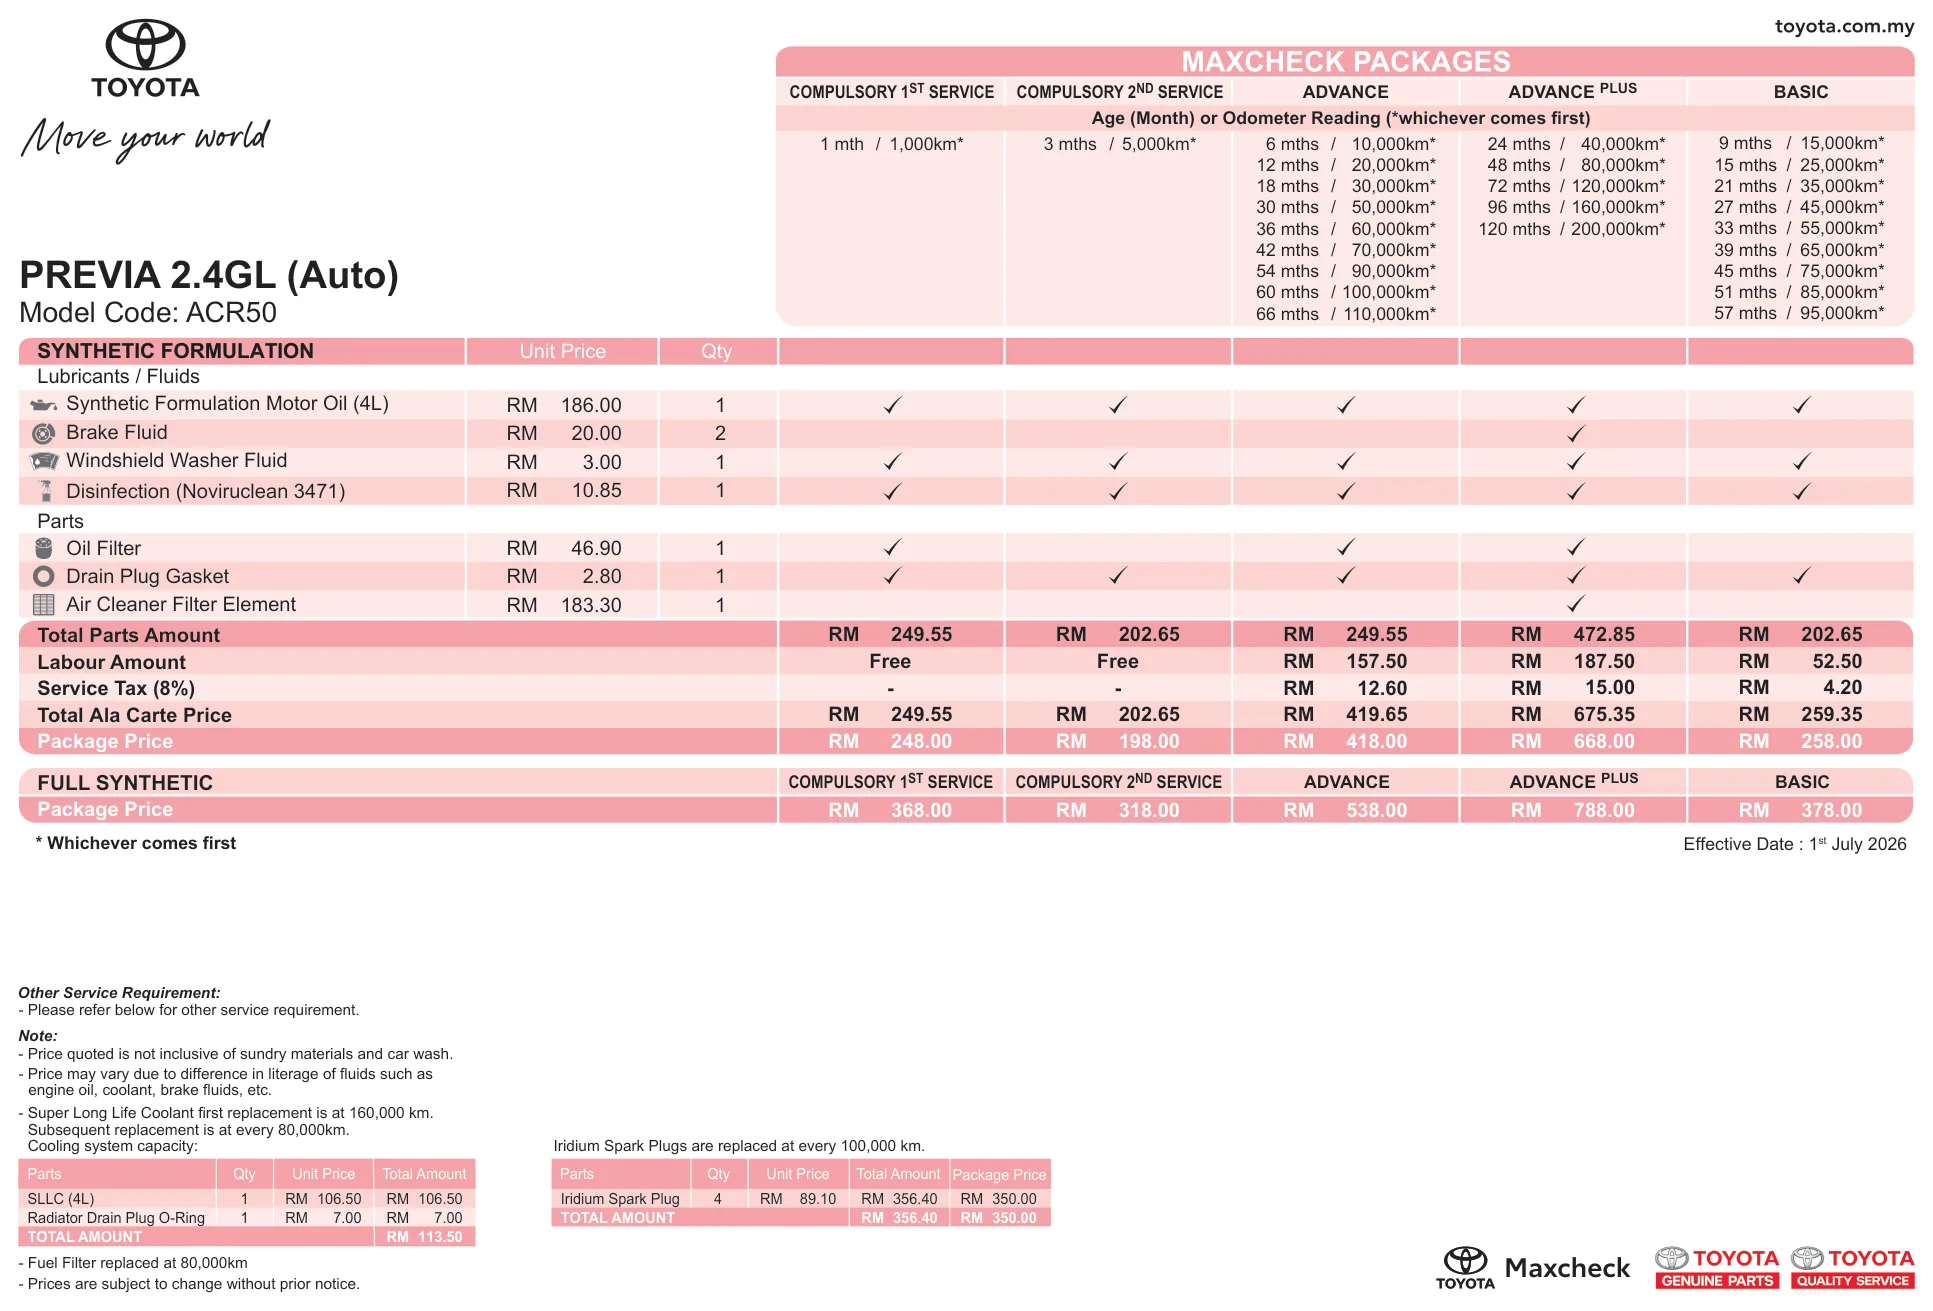 toyota.com.my
TOYOTA
Move your world
MAXCHECK PACKAGES
COMPULSORY 1ST SERVICE COMPULSORY 2ND SERVICE ADVANCE ADVANCE PLUS BASIC
Age (Month) or Odometer Reading (*whichever comes first)
1 mth / 1,000km* 3 mths / 5,000km* 6 mths / 10,000km* 24 mths / 40,000km* 9 mths / 15,000km*
12 mths / 20,000km* 48 mths / 80,000km* 15 mths / 25,000km*
18 mths / 30,000km* 72 mths / 120,000km* 21 mths / 35,000km*
30 mths / 50,000km* 96 mths / 160,000km* 27 mths / 45,000km*
36 mths / 60,000km* 120 mths / 200,000km* 33 mths / 55,000km*
42 mths / 70,000km* 39 mths / 65,000km*
54 mths / 90,000km* 45 mths / 75,000km*
60 mths / 100,000km* 51 mths / 85,000km*
66 mths / 110,000km* 57 mths / 95,000km*
PREVIA 2.4GL (Auto)
Model Code: ACR50
SYNTHETIC FORMULATION Unit Price Qty
Lubricants / Fluids
Synthetic Formulation Motor Oil (4L) RM 186.00 1 ✓ ✓ ✓ ✓ ✓
Brake Fluid RM 20.00 2 ✓
Windshield Washer Fluid RM 3.00 1 ✓ ✓ ✓ ✓ ✓
Disinfection (Noviruclean 3471) RM 10.85 1 ✓ ✓ ✓ ✓ ✓
Parts
Oil Filter RM 46.90 1 ✓ ✓ ✓
Drain Plug Gasket RM 2.80 1 ✓ ✓ ✓ ✓ ✓
Air Cleaner Filter Element RM 183.30 1 ✓
Total Parts Amount RM 249.55 RM 202.65 RM 249.55 RM 472.85 RM 202.65
Labour Amount Free Free RM 157.50 RM 187.50 RM 52.50
Service Tax (8%) - - RM 12.60 RM 15.00 RM 4.20
Total Ala Carte Price RM 249.55 RM 202.65 RM 419.65 RM 675.35 RM 259.35
Package Price RM 248.00 RM 198.00 RM 418.00 RM 668.00 RM 258.00
FULL SYNTHETIC COMPULSORY 1ST SERVICE COMPULSORY 2ND SERVICE ADVANCE ADVANCE PLUS BASIC
Package Price RM 368.00 RM 318.00 RM 538.00 RM 788.00 RM 378.00
* Whichever comes first
Effective Date : 1st July 2026
Other Service Requirement:
- Please refer below for other service requirement.
Note:
- Price quoted is not inclusive of sundry materials and car wash.
- Price may vary due to difference in literage of fluids such as
engine oil, coolant, brake fluids, etc.
- Super Long Life Coolant first replacement is at 160,000 km.
Subsequent replacement is at every 80,000km.
Cooling system capacity:
Parts Qty Unit Price Total Amount
SLLC (4L) 1 RM 106.50 RM 106.50
Radiator Drain Plug O-Ring 1 RM 7.00 RM 7.00
TOTAL AMOUNT RM 113.50
- Fuel Filter replaced at 80,000km
- Prices are subject to change without prior notice.
Iridium Spark Plugs are replaced at every 100,000 km.
Parts Qty Unit Price Total Amount Package Price
Iridium Spark Plug 4 RM 89.10 RM 356.40 RM 350.00
TOTAL AMOUNT RM 356.40 RM 350.00
TOYOTA Maxcheck
TOYOTA GENUINE PARTS
TOYOTA QUALITY SERVICE